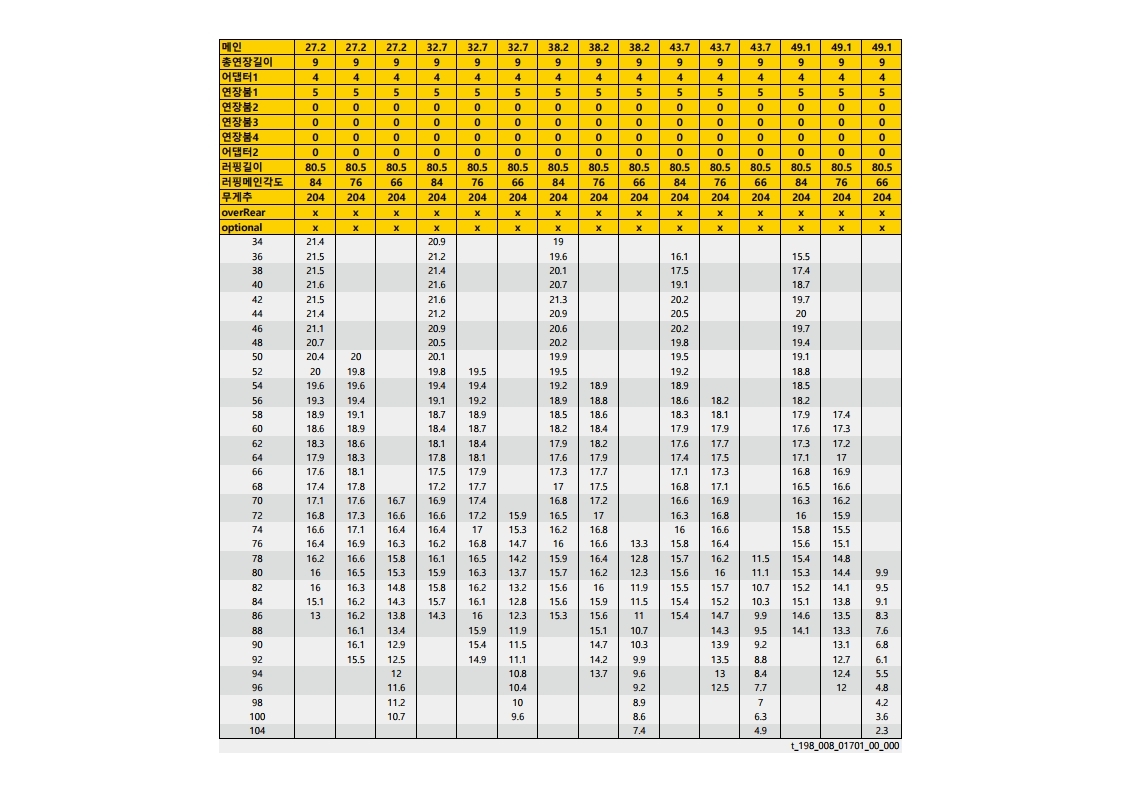 메인 27.2 27.2 27.2 32.7 32.7 32.7 38.2 38.2 38.2 43.7 43.7 43.7 49.1 49.1 49.1
총연장길이 9 9 9 9 9 9 9 9 9 9 9 9 9 9 9
어댑터1 4 4 4 4 4 4 4 4 4 4 4 4 4 4 4
연장붐1 5 5 5 5 5 5 5 5 5 5 5 5 5 5 5
연장붐2 0 0 0 0 0 0 0 0 0 0 0 0 0 0 0
연장붐3 0 0 0 0 0 0 0 0 0 0 0 0 0 0 0
연장붐4 0 0 0 0 0 0 0 0 0 0 0 0 0 0 0
어댑터2 0 0 0 0 0 0 0 0 0 0 0 0 0 0 0
러핑길이 80.5 80.5 80.5 80.5 80.5 80.5 80.5 80.5 80.5 80.5 80.5 80.5 80.5 80.5 80.5
러핑메인각도 84 76 66 84 76 66 84 76 66 84 76 66 84 76 66
무게추 204 204 204 204 204 204 204 204 204 204 204 204 204 204 204
overRear x x x x x x x x x x x x x x x
optional x x x x x x x x x x x x x x x
34 21.4 20.9 19
36 21.5 21.2 19.6 16.1 15.5
38 21.5 21.4 20.1 17.5 17.4
40 21.6 21.6 20.7 19.1 18.7
42 21.5 21.6 21.3 20.2 19.7
44 21.4 21.2 20.9 20.5 20
46 21.1 20.9 20.6 20.2 19.7
48 20.7 20.5 20.2 19.8 19.4
50 20.4 20 20.1 19.9 19.5 19.1
52 20 19.8 19.8 19.5 19.5 19.2 18.8
54 19.6 19.6 19.4 19.4 19.2 18.9 18.9 18.5
56 19.3 19.4 19.1 19.2 18.9 18.8 18.6 18.2 18.2
58 18.9 19.1 18.7 18.9 18.5 18.6 18.3 18.1 17.9 17.4
60 18.6 18.9 18.4 18.7 18.2 18.4 17.9 17.9 17.6 17.3
62 18.3 18.6 18.1 18.4 17.9 18.2 17.6 17.7 17.3 17.2
64 17.9 18.3 17.8 18.1 17.6 17.9 17.4 17.5 17.1 17
66 17.6 18.1 17.5 17.9 17.3 17.7 17.1 17.3 16.8 16.9
68 17.4 17.8 17.2 17.7 17 17.5 16.8 17.1 16.5 16.6
70 17.1 17.6 16.7 16.9 17.4 16.8 17.2 16.6 16.9 16.3 16.2
72 16.8 17.3 16.6 16.6 17.2 15.9 16.5 17 16.3 16.8 16 15.9
74 16.6 17.1 16.4 16.4 17 15.3 16.2 16.8 16 16.6 15.8 15.5
76 16.4 16.9 16.3 16.2 16.8 14.7 16 16.6 13.3 15.8 16.4 15.6 15.1
78 16.2 16.6 15.8 16.1 16.5 14.2 15.9 16.4 12.8 15.7 16.2 11.5 15.4 14.8
80 16 16.5 15.3 15.9 16.3 13.7 15.7 16.2 12.3 15.6 16 11.1 15.3 14.4 9.9
82 16 16.3 14.8 15.8 16.2 13.2 15.6 16 11.9 15.5 15.7 10.7 15.2 14.1 9.5
84 15.1 16.2 14.3 15.7 16.1 12.8 15.6 15.9 11.5 15.4 15.2 10.3 15.1 13.8 9.1
86 13 16.2 13.8 14.3 16 12.3 15.3 15.6 11 15.4 14.7 9.9 14.6 13.5 8.3
88 16.1 13.4 15.9 11.9 15.1 10.7 14.3 9.5 14.1 13.3 7.6
90 16.1 12.9 15.4 11.5 14.7 10.3 13.9 9.2 13.1 6.8
92 15.5 12.5 14.9 11.1 14.2 9.9 13.5 8.8 12.7 6.1
94 12 10.8 13.7 9.6 13 8.4 12.4 5.5
96 11.6 10.4 9.2 12.5 7.7 12 4.8
98 11.2 10 8.9 7 4.2
100 10.7 9.6 8.6 6.3 3.6
104 7.4 4.9 2.3
t_198_008_01701_00_000